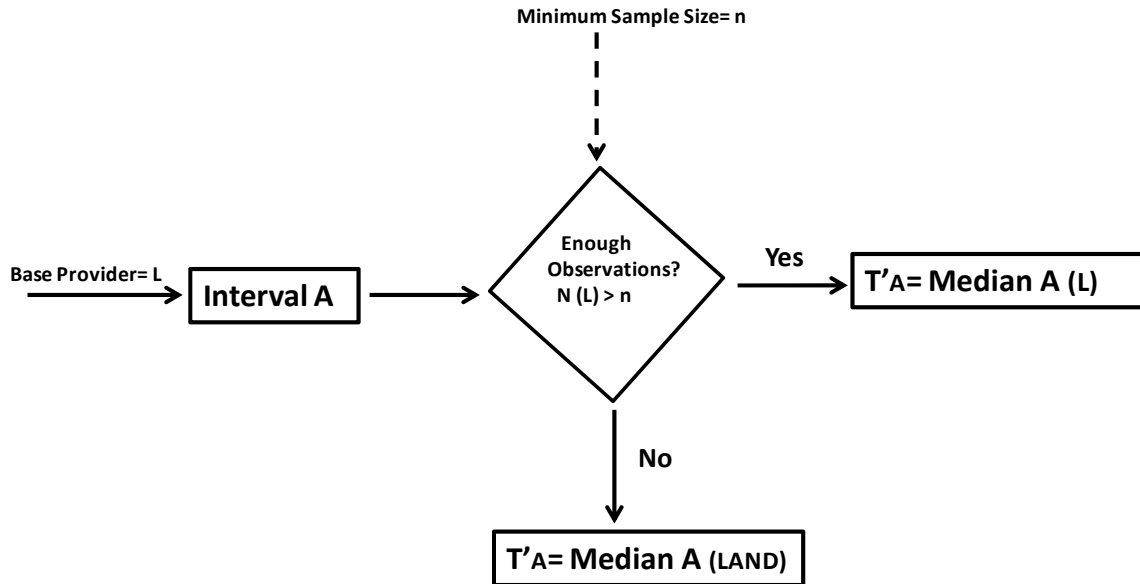 Minimum Sample Size= n
Enough
Observations?
N (L) > n
Base Provider= L
Interval A
Yes
T'A= Median A (L)
No
T'A= Median A (LAND)